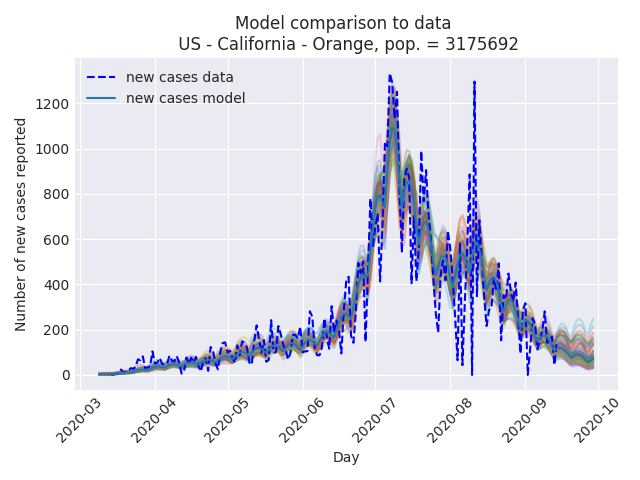 Model comparison to data
US - California - Orange, pop. = 3175692
new cases data
new cases model
Number of new cases reported
1200
1000
800
600
400
200
0
2020-03
2020-04
2020-05
2020-06
2020-07
2020-08
2020-09
2020-10
Day